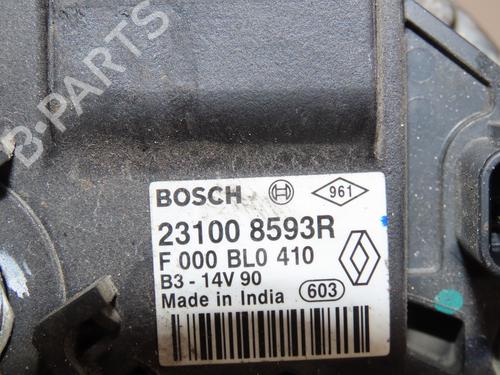 B-PARTS
BOSCH 961
23100 8593R
F 000 BL0 410
B3 - 14V 90
Made in India 603